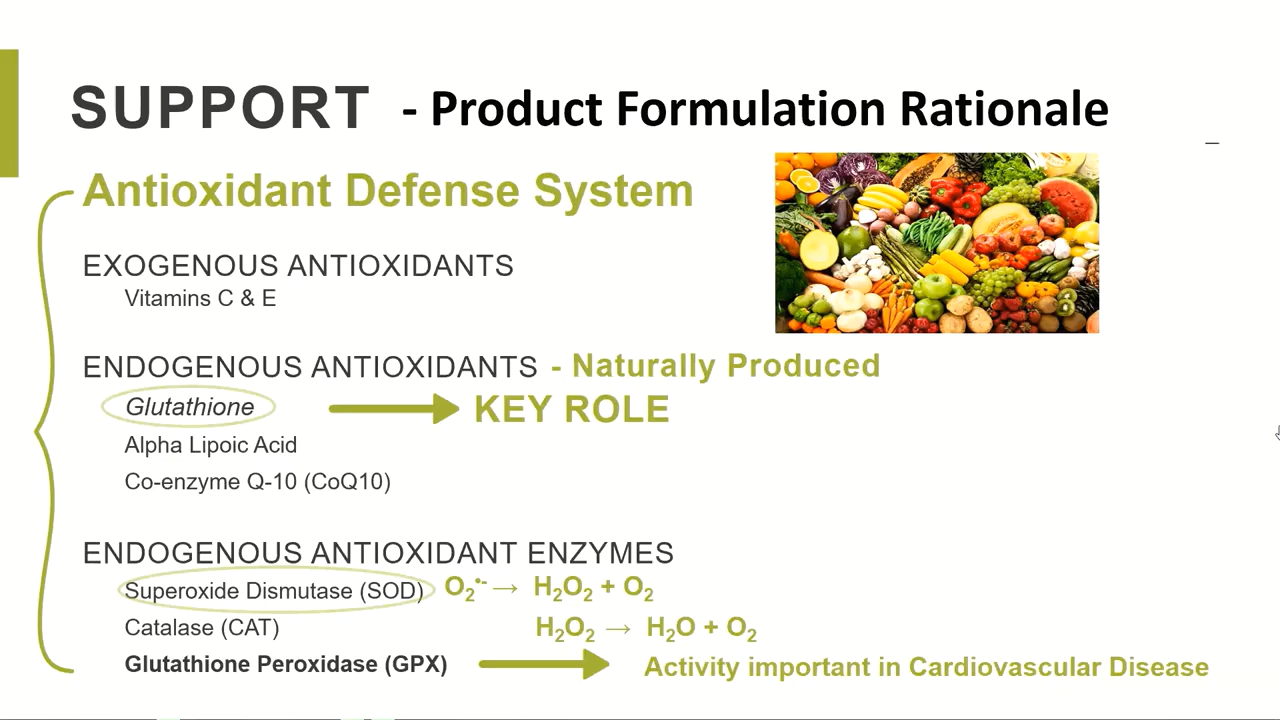 SUPPORT - Product Formulation Rationale
Antioxidant Defense System
EXOGENOUS ANTIOXIDANTS
Vitamins C & E
ENDOGENOUS ANTIOXIDANTS - Naturally Produced
Glutathione KEY ROLE
Alpha Lipoic Acid
Co-enzyme Q-10 (CoQ10)
ENDOGENOUS ANTIOXIDANT ENZYMES
Superoxide Dismutase (SOD) O₂•- → H₂O₂ + O₂
Catalase (CAT) H₂O₂ → H₂O + O₂
Glutathione Peroxidase (GPX) Activity important in Cardiovascular Disease